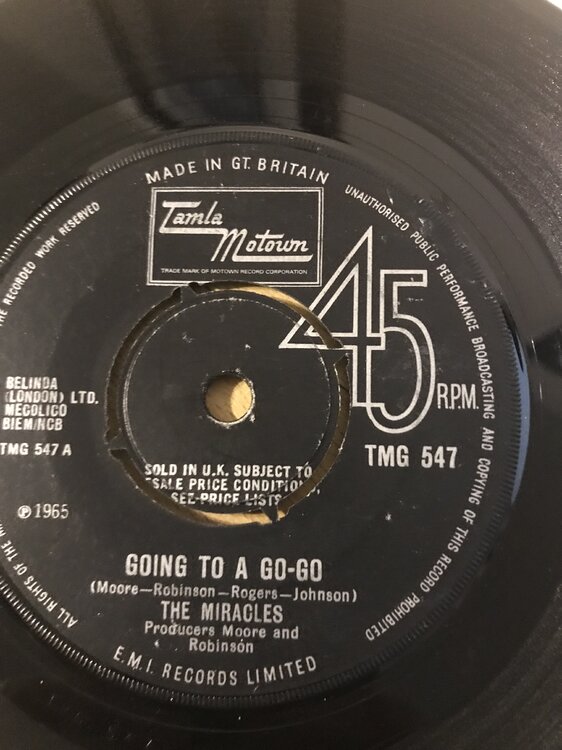 MADE IN GT. BRITAIN
UNAUTHORISED PUBLIC PERFORMANCE BROADCASTING AND COPYING OF THIS RECORD PROHIBITED
THE RECORDED WORK RESERVED
Tamla
Motown
TRADE MARK OF MOTOWN RECORD CORPORATION
45
R.P.M.
BELINDA
(LONDON) LTD.
MECOLICO
BIEM/NCB
TMG 547 A
TMG 547
SOLD IN U.K. SUBJECT TO
ESALE PRICE CONDITIONS,
SEE PRICE LISTS
℗ 1965
GOING TO A GO-GO
(Moore—Robinson—Rogers—Johnson)
THE MIRACLES
Producers Moore and
Robinson
E.M.I. RECORDS LIMITED
ALL RIGHTS OF THE